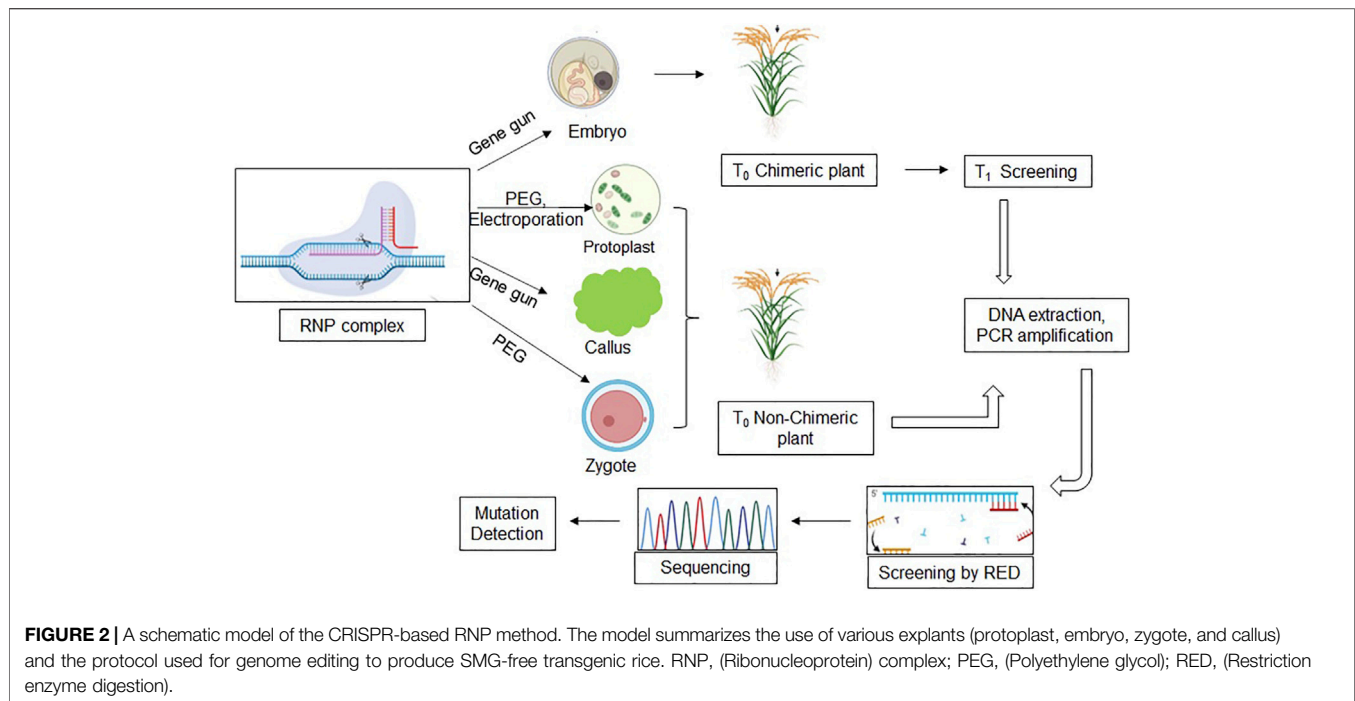 Gene gun
Embryo
T₀ Chimeric plant
T₁ Screening
PEG,
Electroporation
Protoplast
RNP complex
Gene gun
Callus
DNA extraction,
PCR amplification
PEG
Zygote
T₀ Non-Chimeric
plant
5'
Screening by RED
Sequencing
Mutation
Detection
FIGURE 2 | A schematic model of the CRISPR-based RNP method. The model summarizes the use of various explants (protoplast, embryo, zygote, and callus)
and the protocol used for genome editing to produce SMG-free transgenic rice. RNP, (Ribonucleoprotein) complex; PEG, (Polyethylene glycol); RED, (Restriction
enzyme digestion).